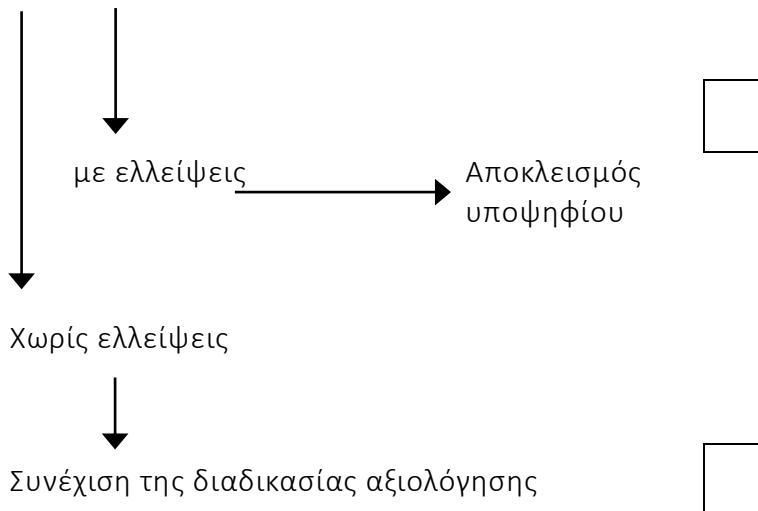 με ελλείψεις
Αποκλεισμός
υποψηφίου
Χωρίς ελλείψεις
Συνέχιση της διαδικασίας αξιολόγησης